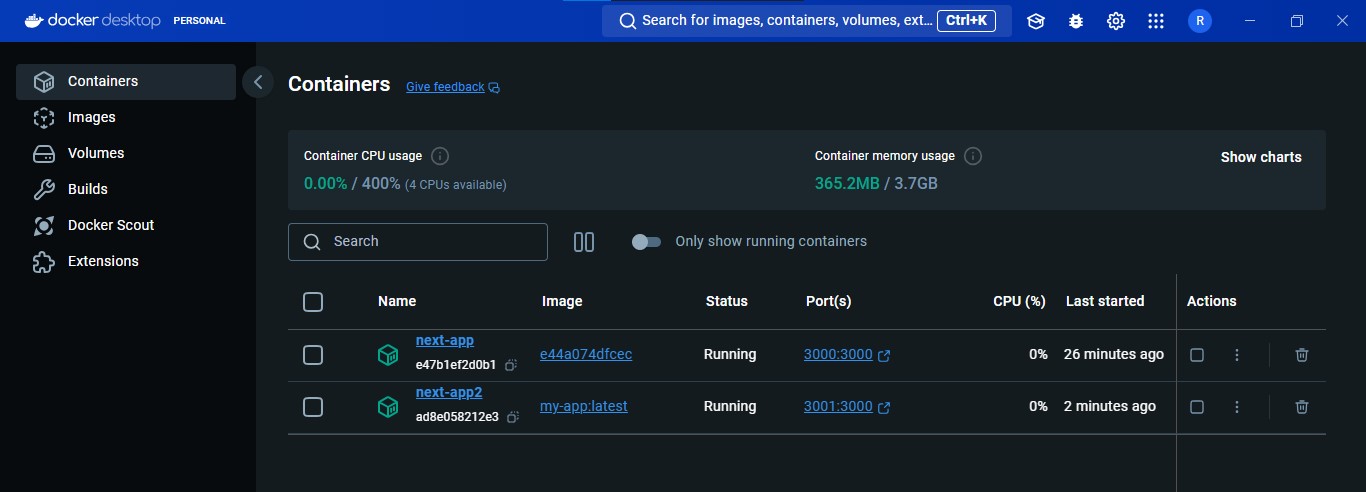 docker desktop PERSONAL
Search for images, containers, volumes, ext... Ctrl+K
R
Containers
Images
Volumes
Builds
Docker Scout
Extensions
Containers Give feedback
Container CPU usage
0.00% / 400% (4 CPUs available)
Container memory usage
365.2MB / 3.7GB
Show charts
Search
Only show running containers
Name Image Status Port(s) CPU (%) Last started Actions
next-app
e47b1ef2d0b1
e44a074dfcec Running 3000:3000 0% 26 minutes ago
next-app2
ad8e058212e3
my-app:latest Running 3001:3000 0% 2 minutes ago